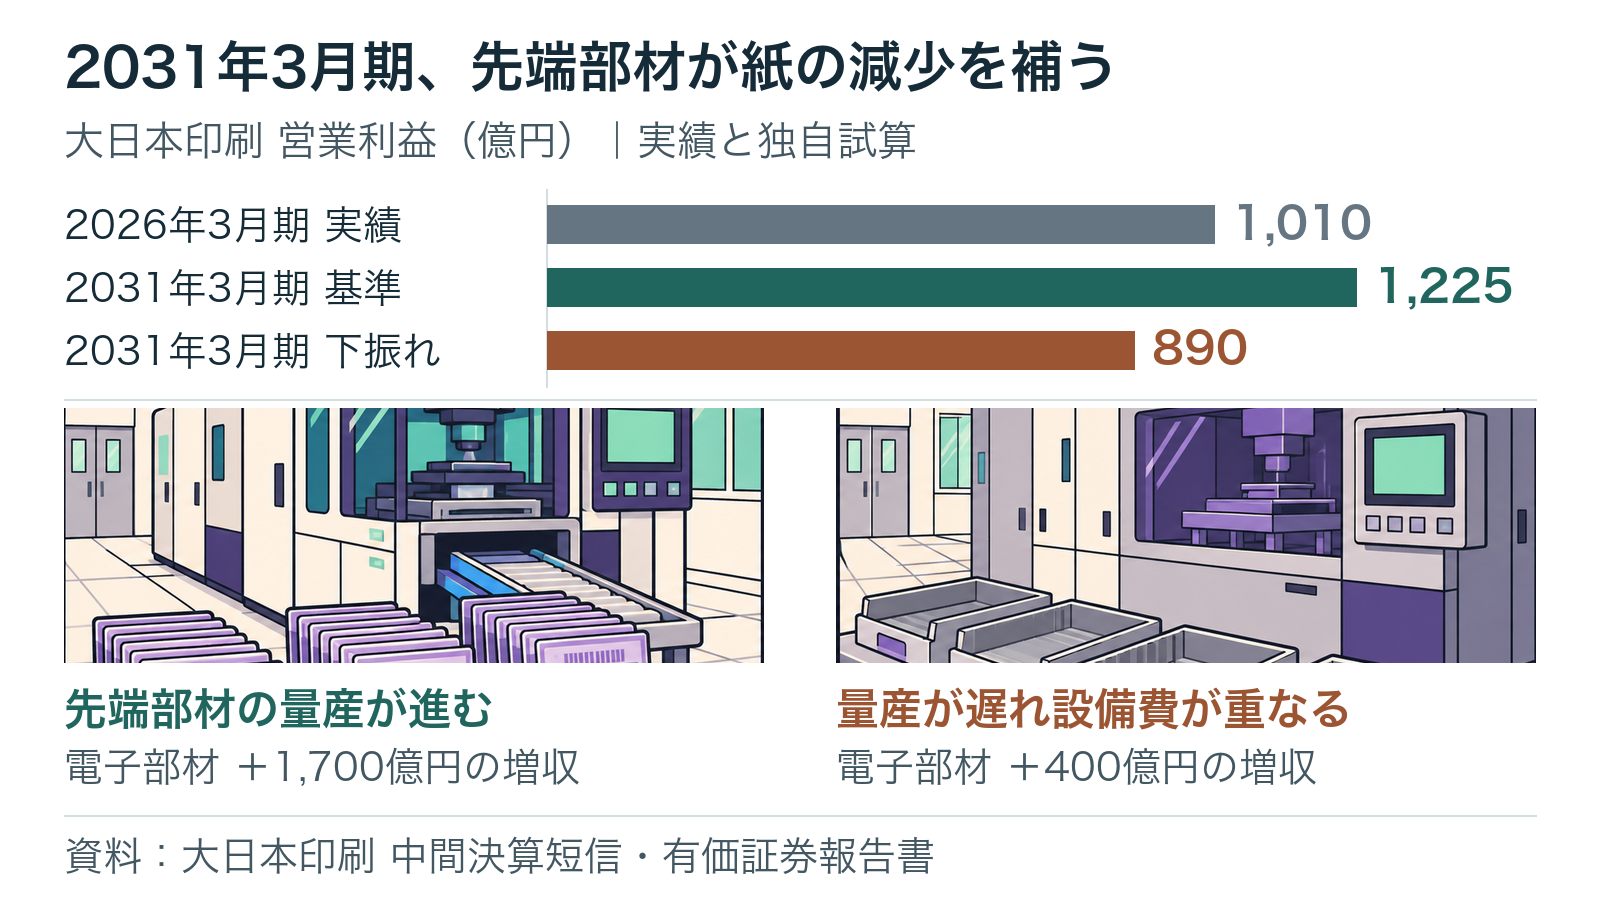 2031年3月期、先端部材が紙の減少を補う
大日本印刷 営業利益（億円）｜実績と独自試算
2026年3月期 実績 1,010
2031年3月期 基準 1,225
2031年3月期 下振れ 890
先端部材の量産が進む
電子部材 ＋1,700億円の増収
量産が遅れ設備費が重なる
電子部材 ＋400億円の増収
資料：大日本印刷 中間決算短信・有価証券報告書